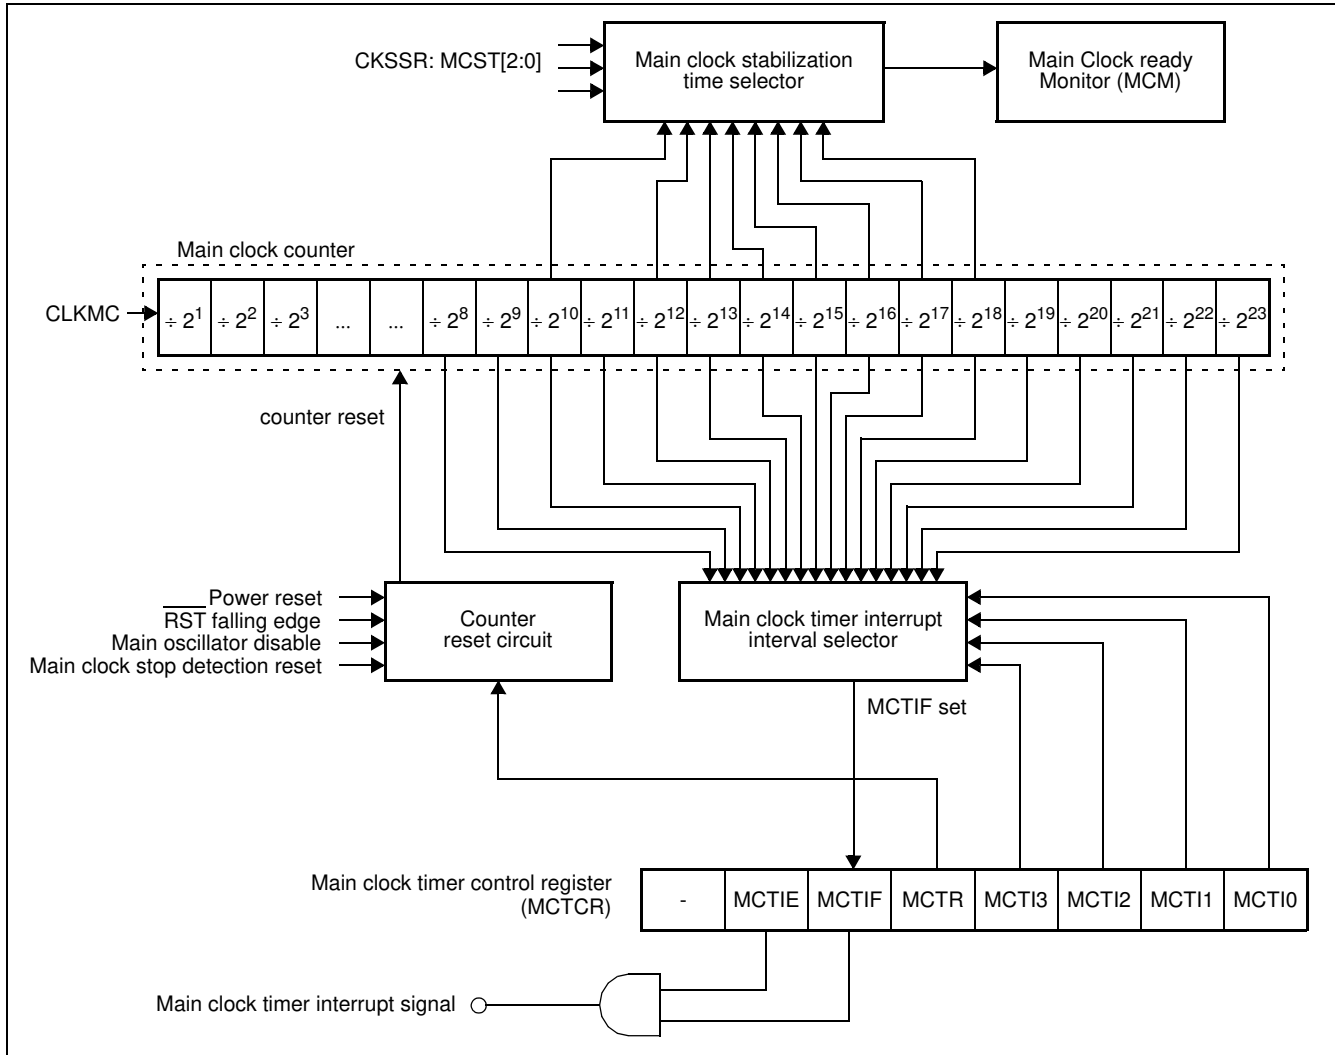 CKSSR: MCST[2:0]
Main clock stabilization
time selector
Main Clock ready
Monitor (MCM)
Main clock counter
CLKMC
÷ 2¹ ÷ 2² ÷ 2³ ... ... ÷ 2⁸ ÷ 2⁹ ÷ 2¹⁰ ÷ 2¹¹ ÷ 2¹² ÷ 2¹³ ÷ 2¹⁴ ÷ 2¹⁵ ÷ 2¹⁶ ÷ 2¹⁷ ÷ 2¹⁸ ÷ 2¹⁹ ÷ 2²⁰ ÷ 2²¹ ÷ 2²² ÷ 2²³
counter reset
Power reset
R̅S̅T̅ falling edge
Main oscillator disable
Main clock stop detection reset
Counter
reset circuit
Main clock timer interrupt
interval selector
MCTIF set
Main clock timer control register
(MCTCR)
- MCTIE MCTIF MCTR MCTI3 MCTI2 MCTI1 MCTI0
Main clock timer interrupt signal